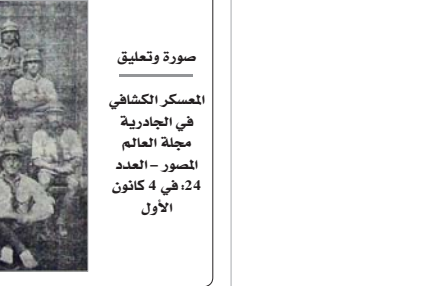 صورة وتعليق
المعسكر الكشافي
في الجادرية
مجلة العالم
المصور – العدد
24، في 4 كانون
الأول